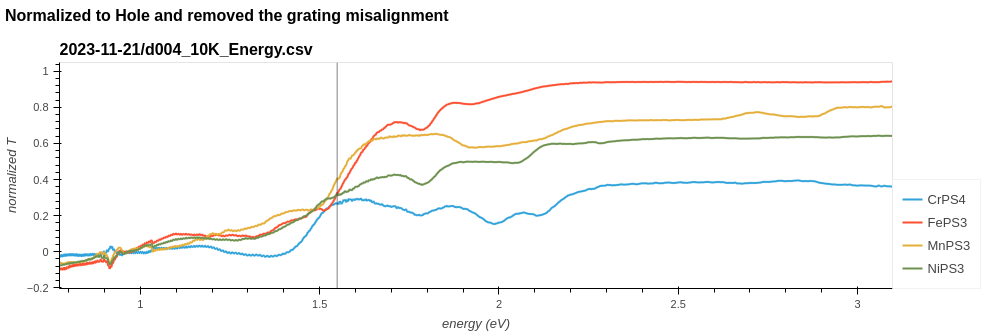 Normalized to Hole and removed the grating misalignment
2023-11-21/d004_10K_Energy.csv
normalized T
1
0.8
0.6
0.4
0.2
0
−0.2
1
1.5
2
2.5
3
energy (eV)
CrPS4
FePS3
MnPS3
NiPS3